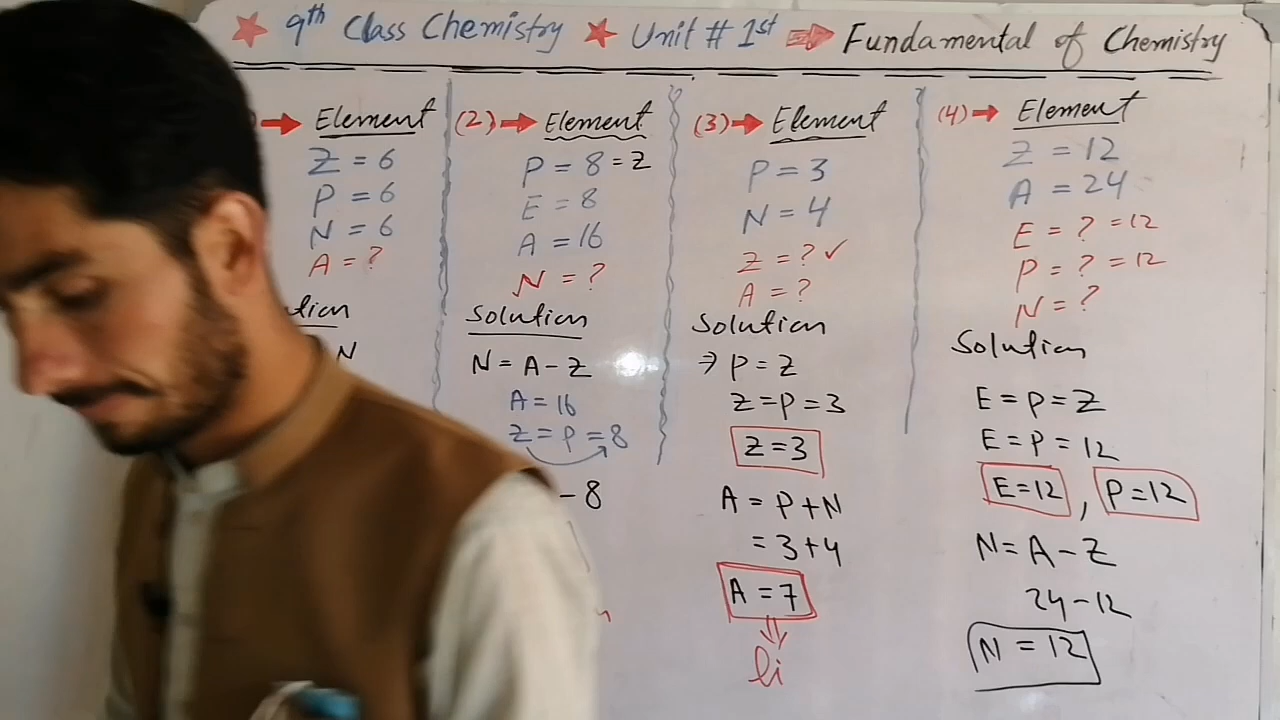 ★ 9th Class Chemistry ★ Unit # 1st ⇒ Fundamental of Chemistry
→ Element
Z = 6
P = 6
N = 6
A = ?
N
(2) → Element
P = 8 = Z
E = 8
A = 16
N = ?
Solution
N = A - Z
A = 16
Z = P = 8
- 8
(3) → Element
P = 3
N = 4
Z = ? ✓
A = ?
Solution
⇒ P = Z
Z = P = 3
Z = 3
A = P + N
= 3 + 4
A = 7
⇓
li
(4) → Element
Z = 12
A = 24
E = ? = 12
P = ? = 12
N = ?
Solution
E = P = Z
E = P = 12
E = 12 , P = 12
N = A - Z
24 - 12
N = 12